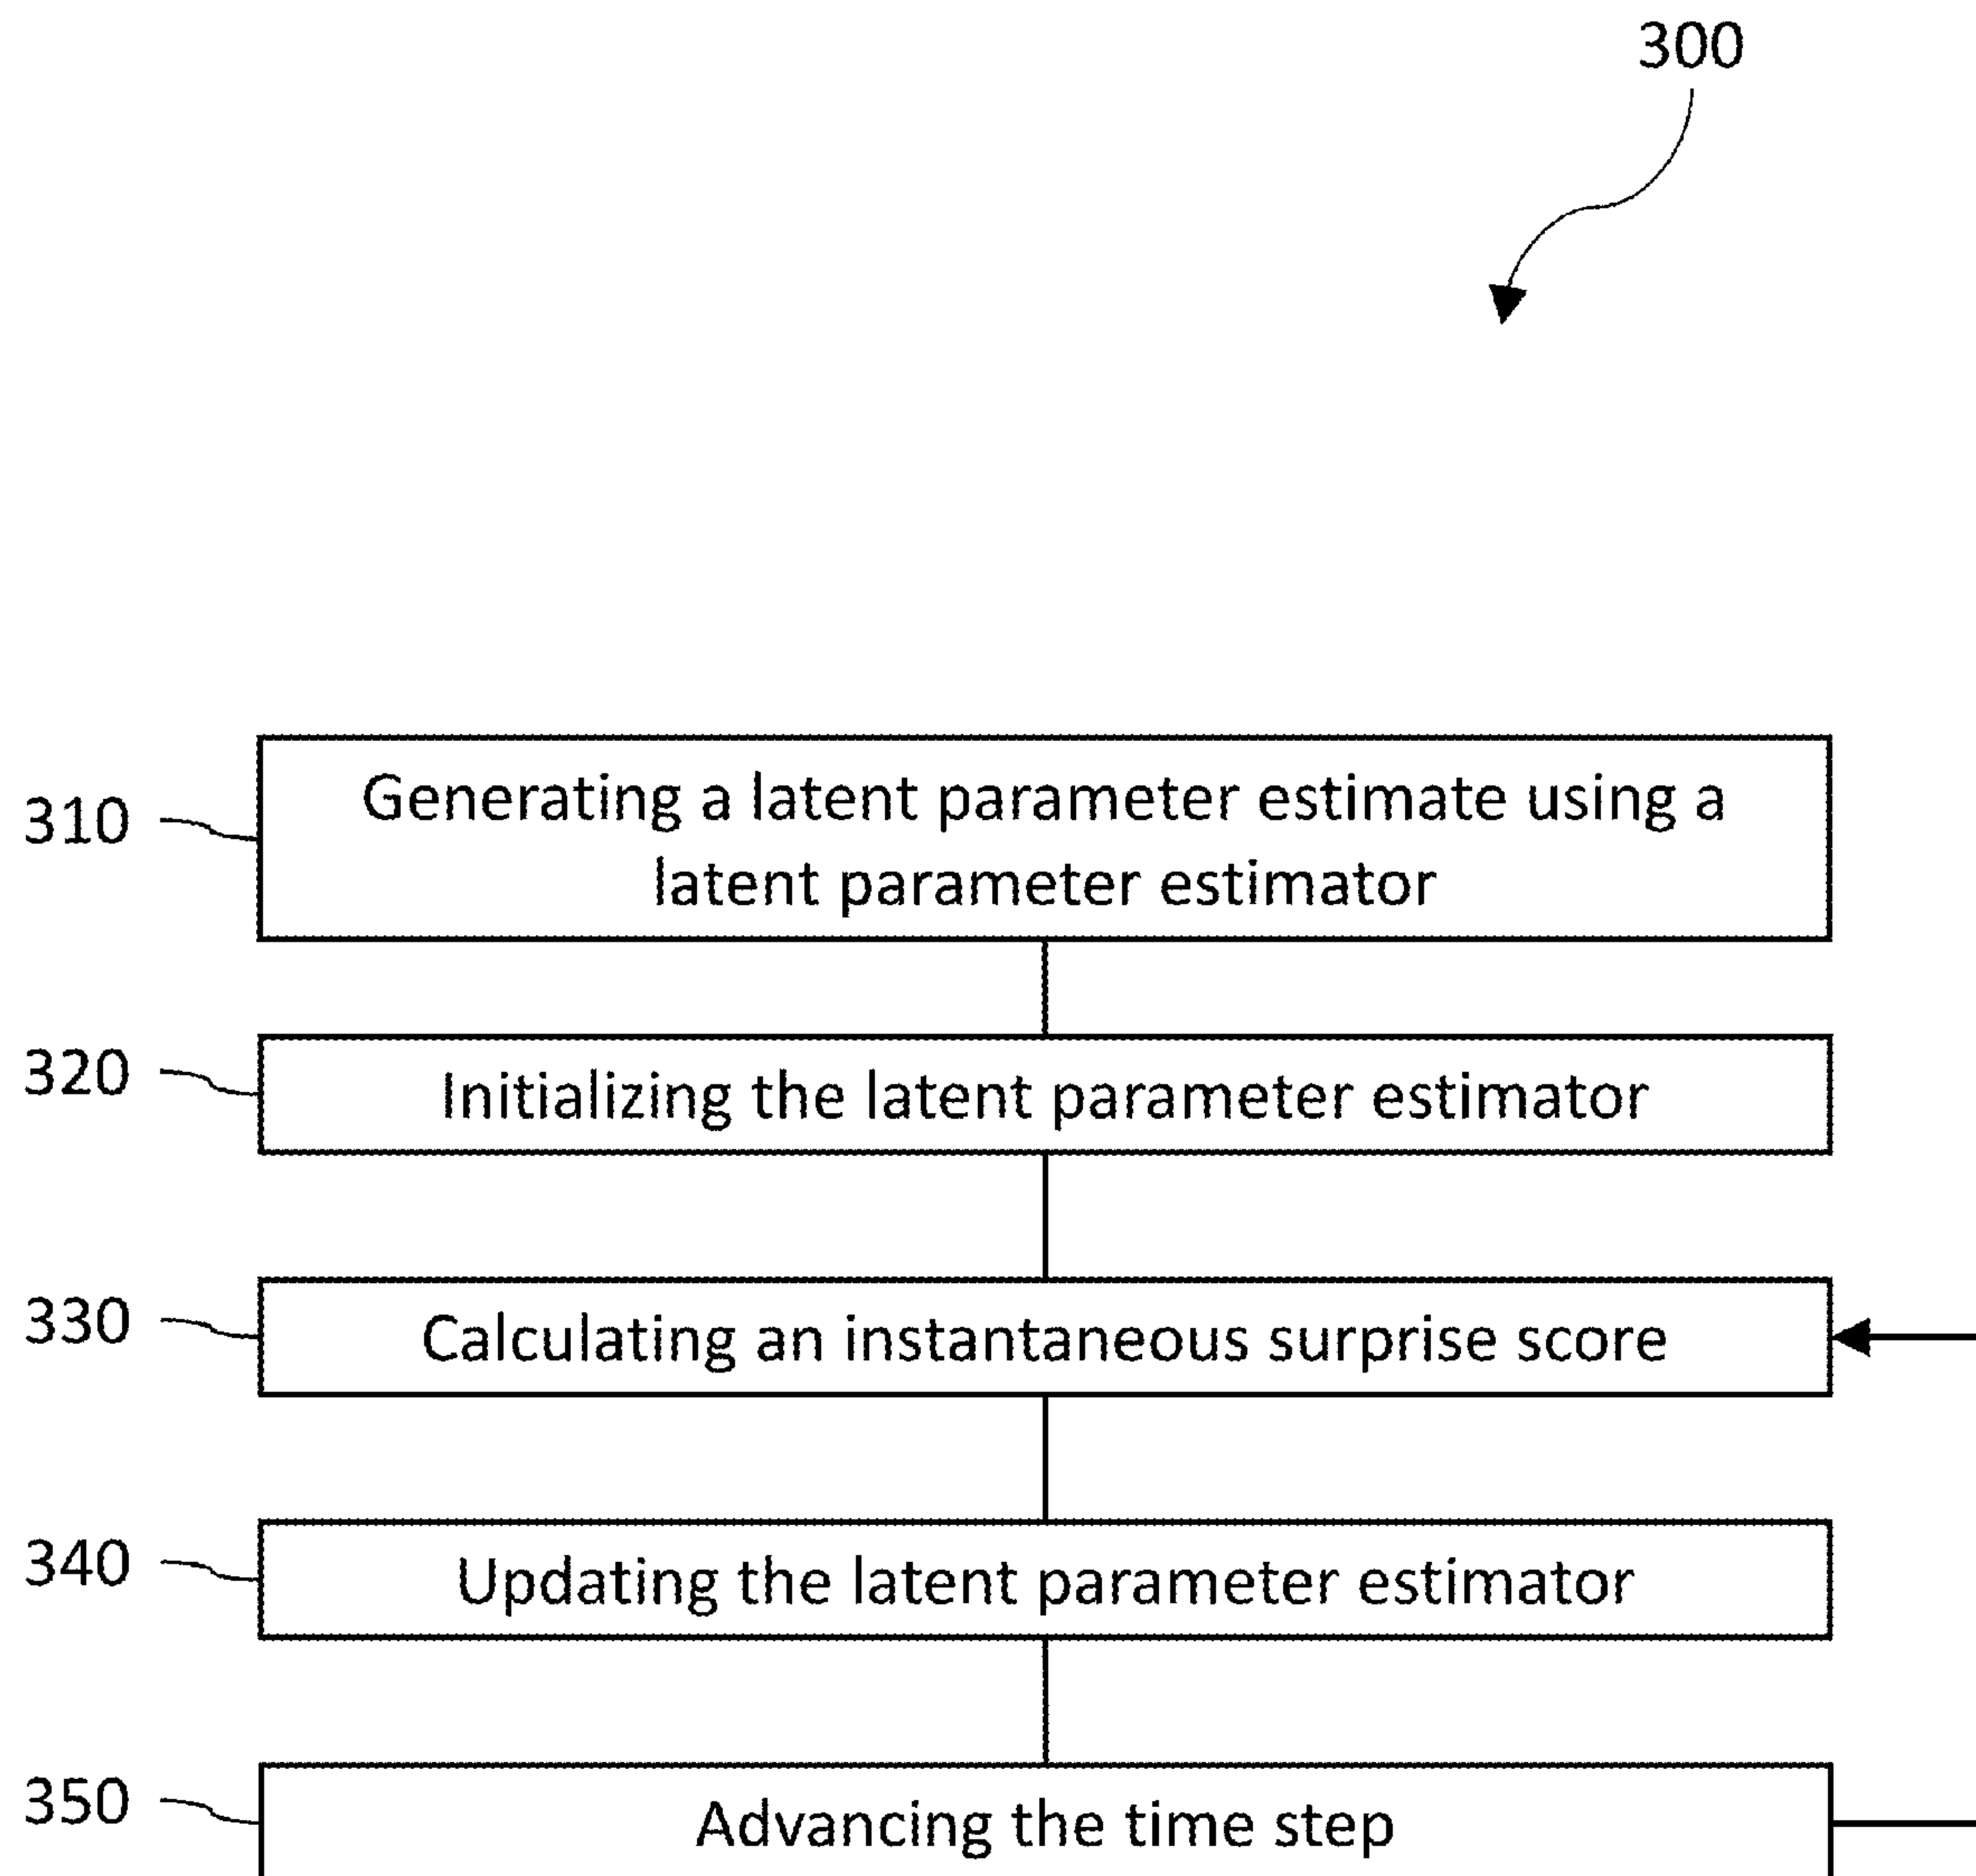 300
310
Generating a latent parameter estimate using a
latent parameter estimator
320
Initializing the latent parameter estimator
330
Calculating an instantaneous surprise score
340
Updating the latent parameter estimator
350
Advancing the time step